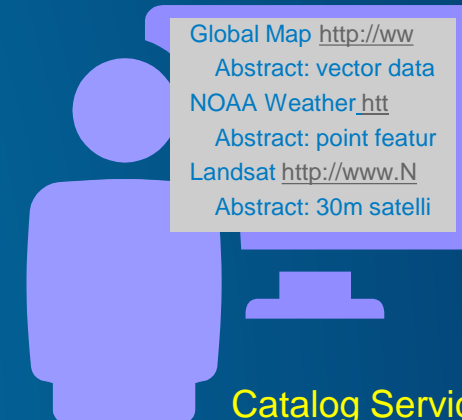 Global Map http://ww
Abstract: vector data
NOAA Weather htt
Abstract: point featur
Landsat http://www.N
Abstract: 30m satelli
Catalog Servic